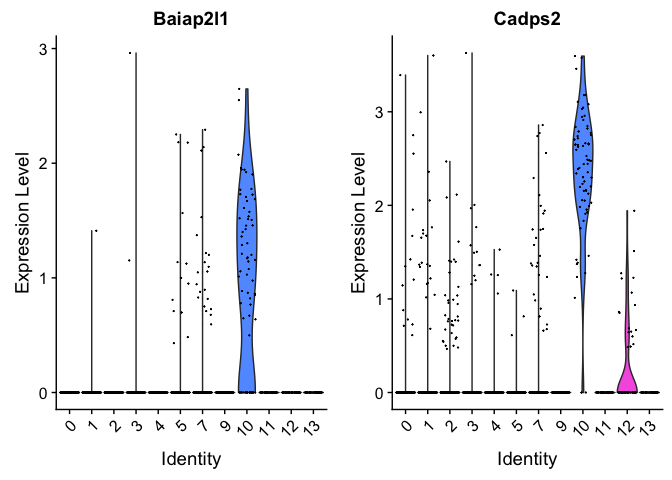 Baiap2l1
Expression Level
3
2
1
0
0 1 2 3 4 5 7 9 10 11 12 13
Identity
Cadps2
Expression Level
3
2
1
0
0 1 2 3 4 5 7 9 10 11 12 13
Identity